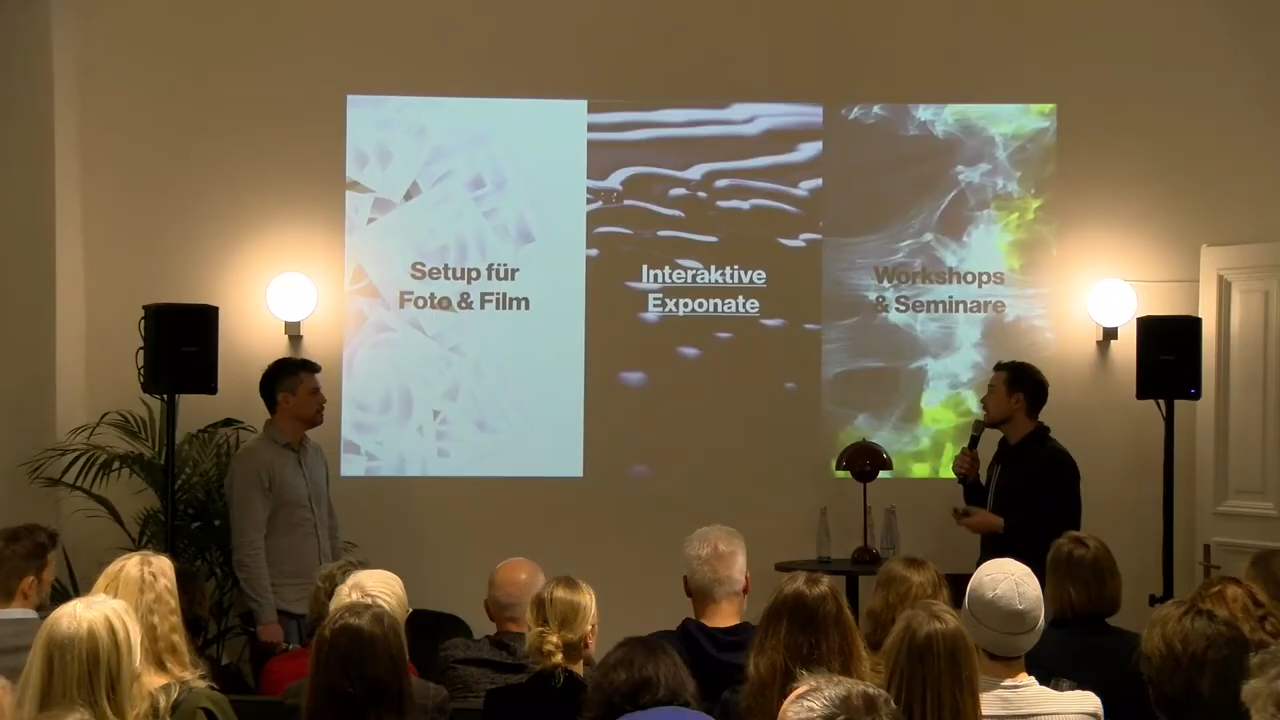 Setup für
Foto & Film
Interaktive
Exponate
Workshops
& Seminare